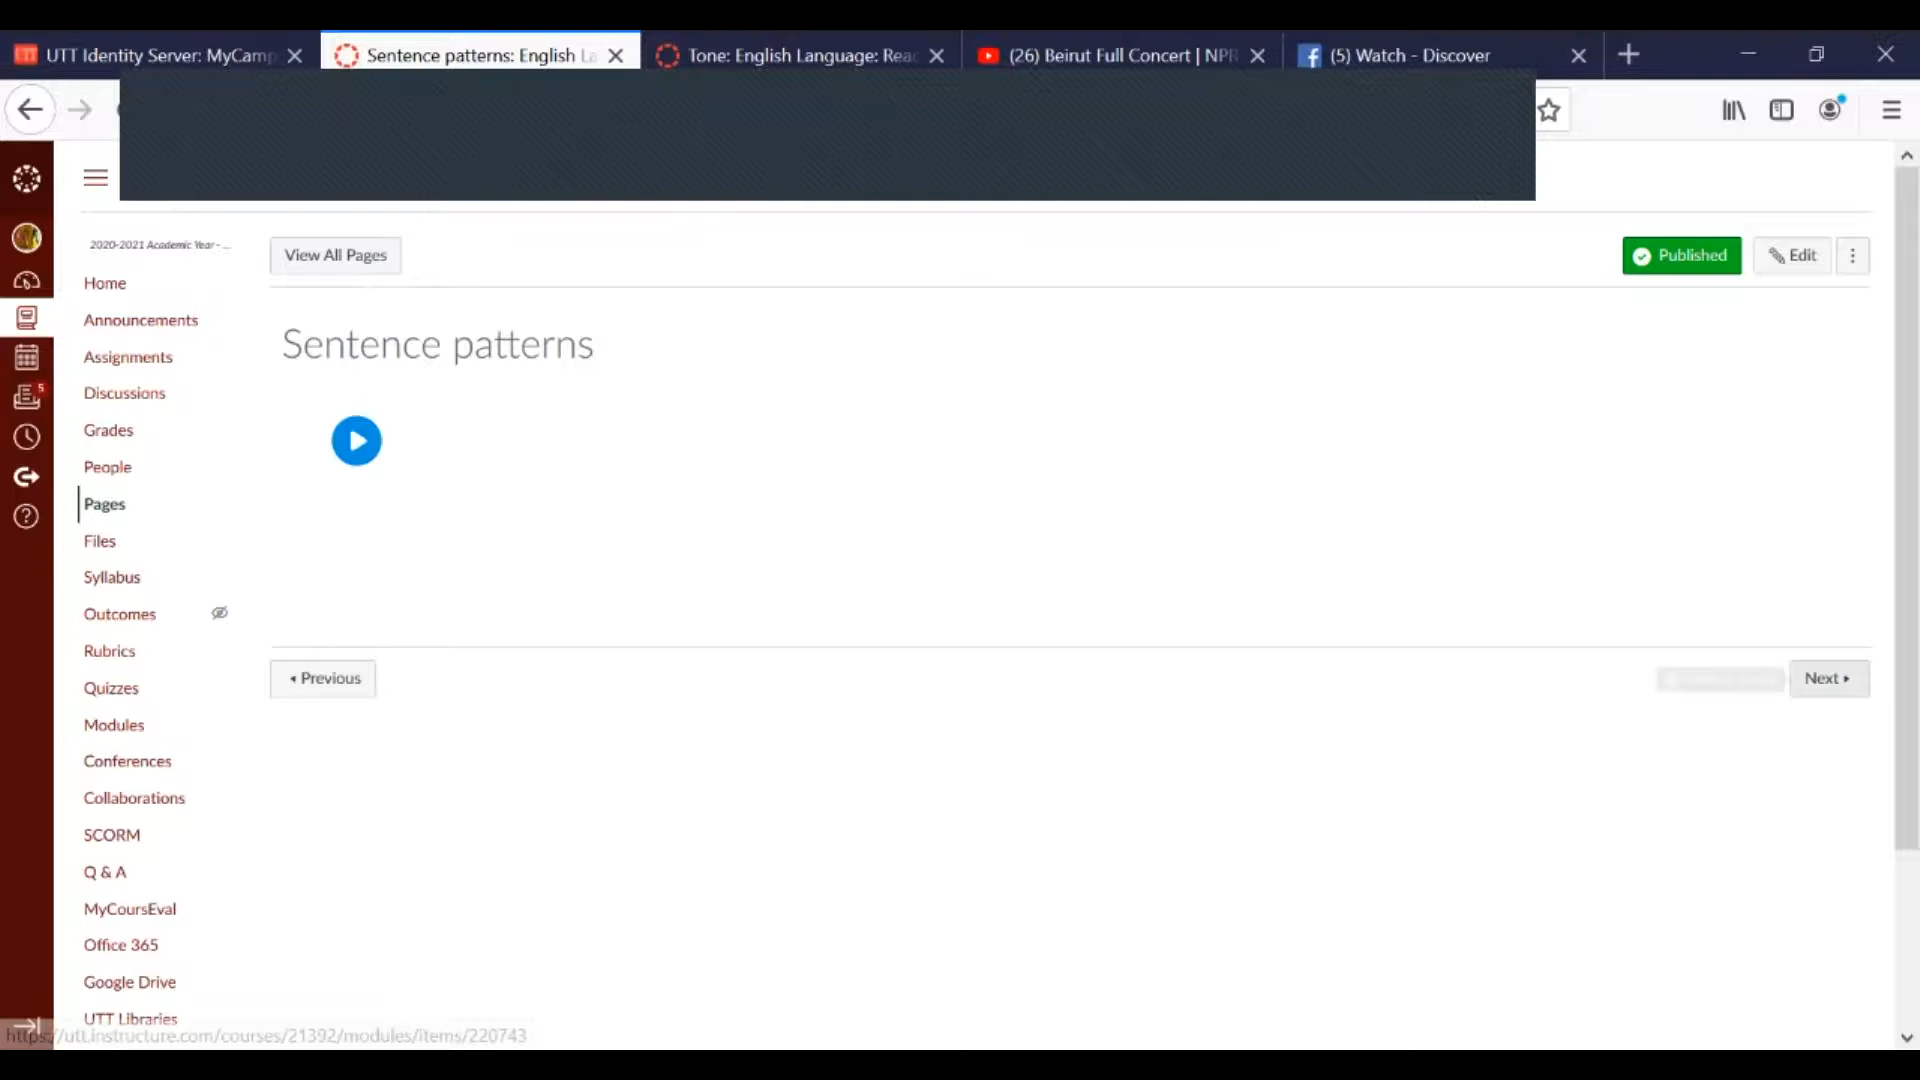 UTT Identity Server: MyCamp
Sentence patterns: English La
Tone: English Language: Rea
(26) Beirut Full Concert | NPR
(5) Watch - Discover
2020-2021 Academic Year - ...
View All Pages
Published
Edit
Home
Announcements
Sentence patterns
Assignments
Discussions
5
Grades
People
Pages
Files
Syllabus
Outcomes
Rubrics
Previous
Next
Quizzes
Modules
Conferences
Collaborations
SCORM
Q & A
MyCoursEval
Office 365
Google Drive
UTT Libraries
https://utt.instructure.com/courses/21392/modules/items/220743